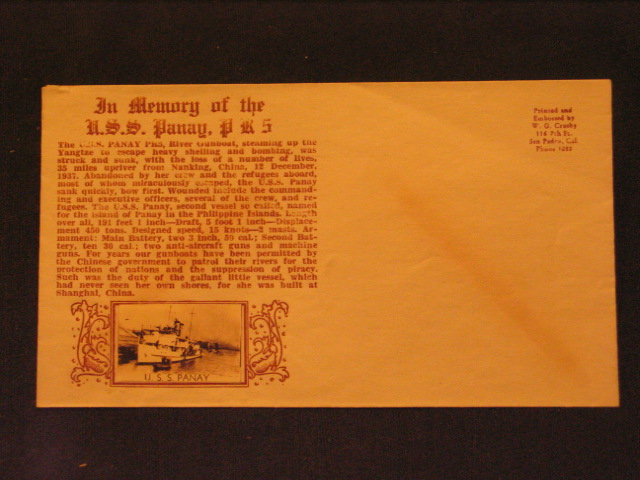 In Memory of the
U.S.S. Panay, P R 5
The U.S.S. PANAY PR5, River Gunboat, steaming up the
Yangtze to escape heavy shelling and bombing, was
struck and sunk, with the loss of a number of lives,
35 miles upriver from Nanking, China, 12 December,
1937. Abandoned by her crew and the refugees aboard,
most of whom miraculously escaped, the U.S.S. Panay
sank quickly, bow first. Wounded include the command-
ing and executive officers, several of the crew, and re-
fugees. The U.S.S. Panay, second vessel so called, named
for the island of Panay in the Philippine Islands. Length
over all, 191 feet 1 inch—Draft, 5 foot 1 inch—Displace-
ment 450 tons. Designed speed, 15 knots—2 masts. Ar-
mament: Main Battery, two 3 inch, 50 cal.; Second Bat-
tery, ten 30 cal.; two anti-aircraft guns and machine
guns. For years our gunboats have been permitted by
the Chinese government to patrol their rivers for the
protection of nations and the suppression of piracy.
Such was the duty of the gallant little vessel, which
had never seen her own shores, for she was built at
Shanghai, China.
U. S. S. PANAY
Printed and
Embossed by
W. G. Crosby
7th St.
San Pedro, Cal.
Phone